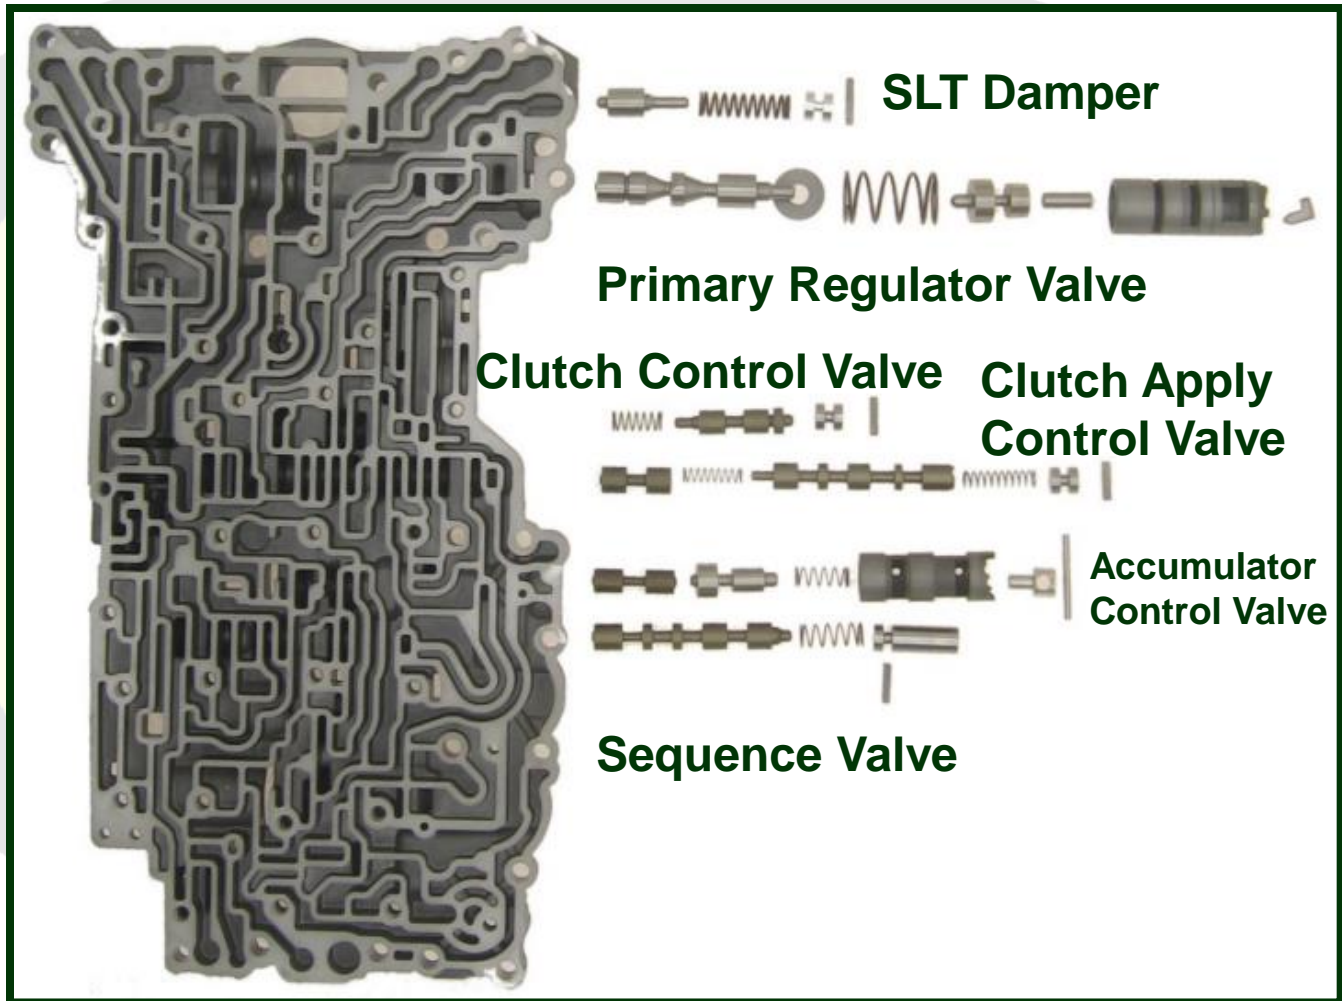 SLT Damper
Primary Regulator Valve
Clutch Control Valve
Clutch Apply
Control Valve
Accumulator
Control Valve
Sequence Valve